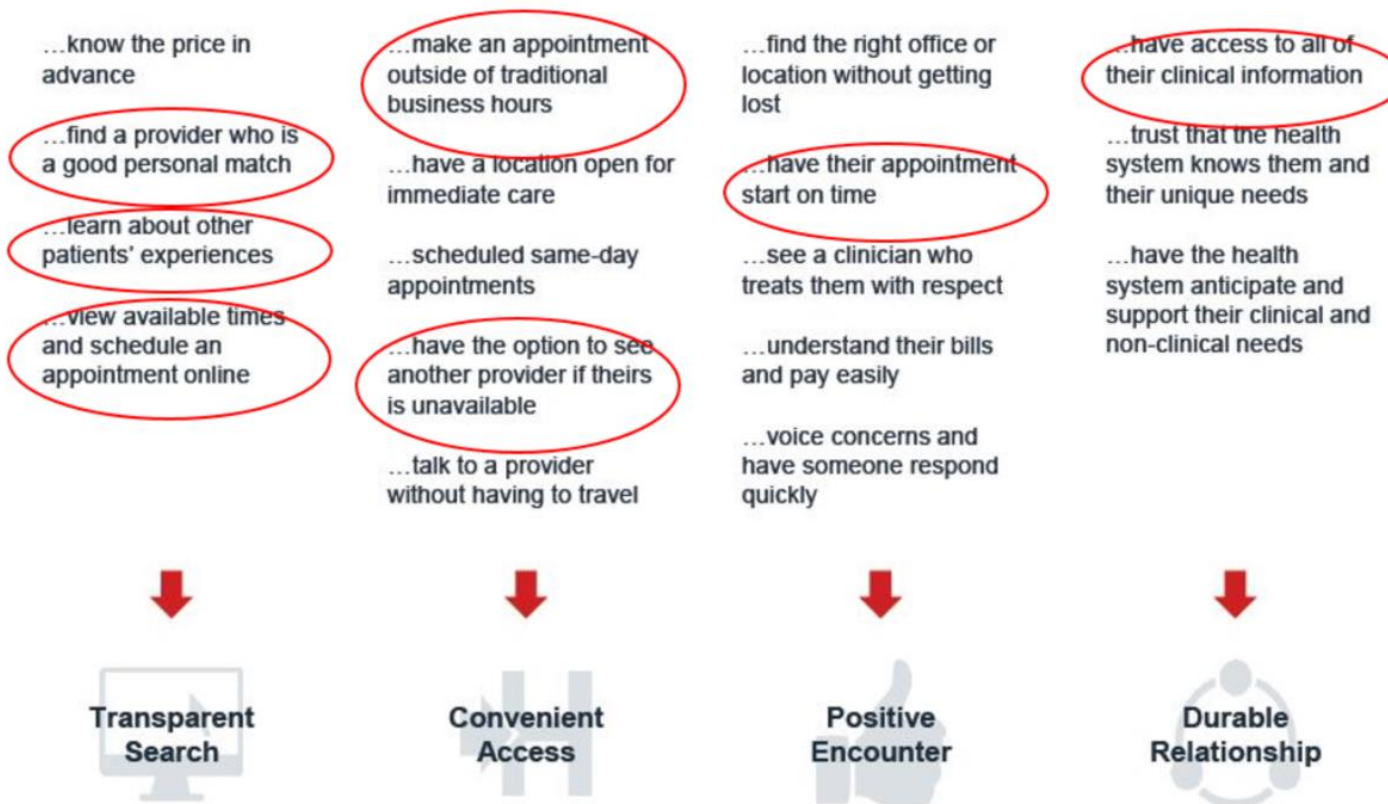 …know the price in
advance
…find a provider who is
a good personal match
…learn about other
patients' experiences
…view available times
and schedule an
appointment online
Transparent
Search
…make an appointment
outside of traditional
business hours
…have a location open for
immediate care
…scheduled same-day
appointments
…have the option to see
another provider if theirs
is unavailable
…talk to a provider
without having to travel
Convenient
Access
…find the right office or
location without getting
lost
…have their appointment
start on time
…see a clinician who
treats them with respect
…understand their bills
and pay easily
…voice concerns and
have someone respond
quickly
Positive
Encounter
…have access to all of
their clinical information
…trust that the health
system knows them and
their unique needs
…have the health
system anticipate and
support their clinical and
non-clinical needs
Durable
Relationship